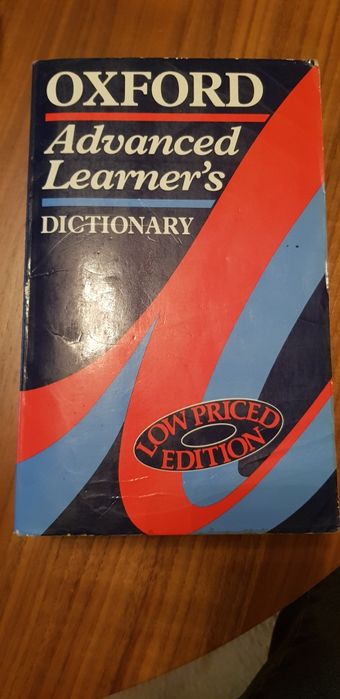 OXFORD
Advanced
Learner's
DICTIONARY
LOW PRICED
EDITION